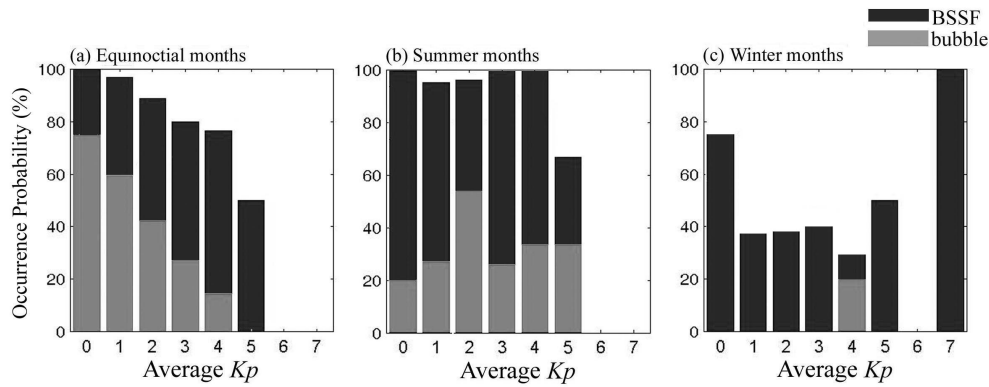 BSSF
bubble
(a) Equinoctial months
(b) Summer months
(c) Winter months
Occurrence Probability (%)
100
80
60
40
20
0
0 1 2 3 4 5 6 7
Average Kp
100
80
60
40
20
0
0 1 2 3 4 5 6 7
Average Kp
100
80
60
40
20
0
0 1 2 3 4 5 6 7
Average Kp